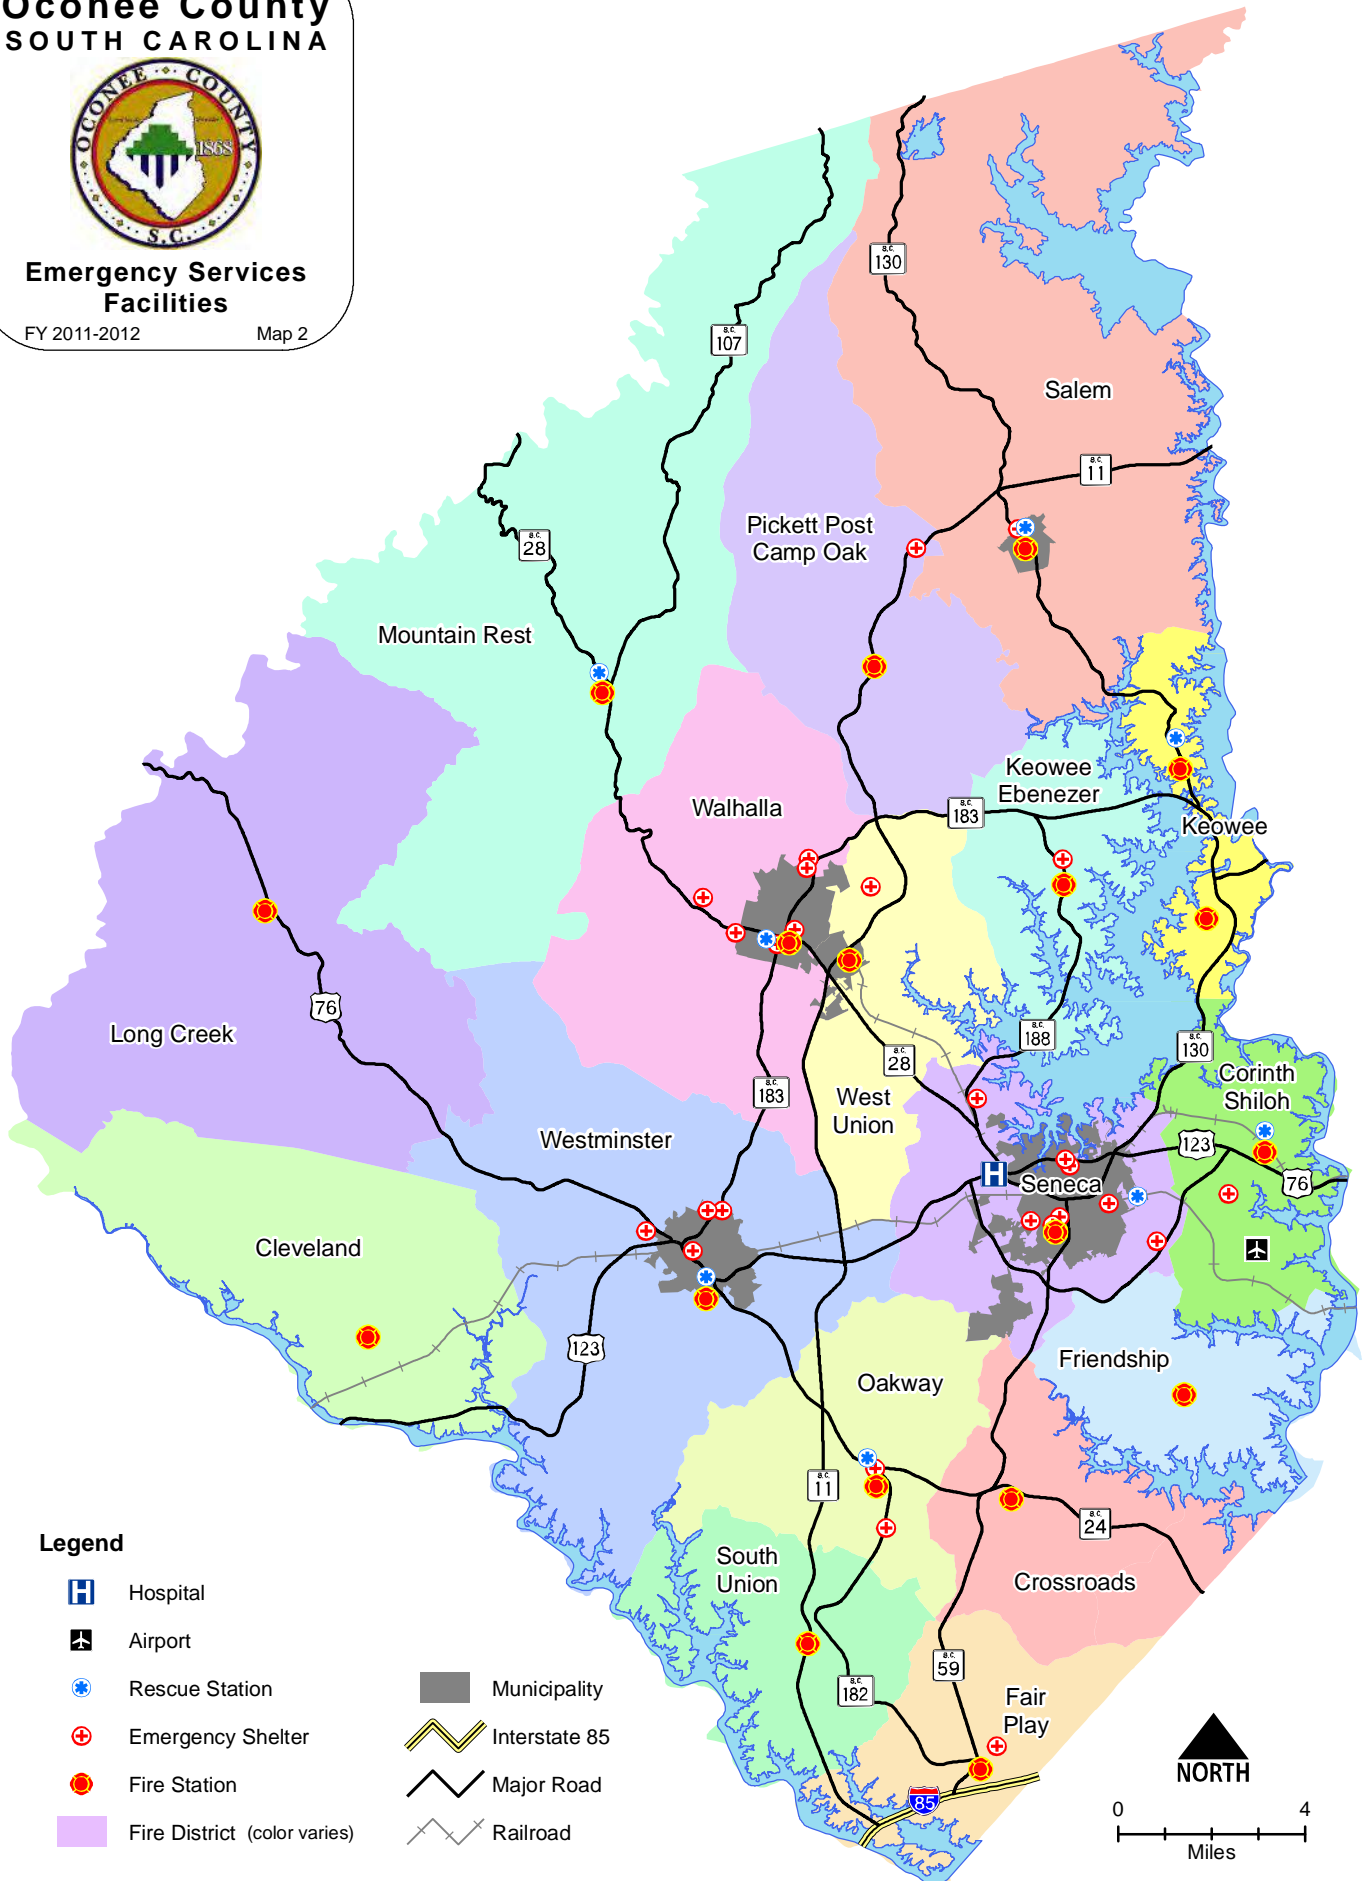 Oconee County
SOUTH CAROLINA
OCONEE COUNTY
1868
S.C.
Emergency Services
Facilities
FY 2011-2012 Map 2
S.C.
130
S.C.
107
Salem
S.C.
11
Pickett Post
Camp Oak
S.C.
28
Mountain Rest
Keowee
Ebenezer
Walhalla
S.C.
183
Keowee
76
Long Creek
S.C.
188
S.C.
130
S.C.
28
Corinth
Shiloh
S.C.
183
West
Union
Westminster
123
Seneca
76
H
Cleveland
123
Friendship
Oakway
S.C.
11
S.C.
24
South
Union
Crossroads
S.C.
59
S.C.
182
Fair
Play
85
Legend
H Hospital
Airport
Rescue Station
Emergency Shelter
Fire Station
Fire District (color varies)
Municipality
Interstate 85
Major Road
Railroad
NORTH
0 4
Miles